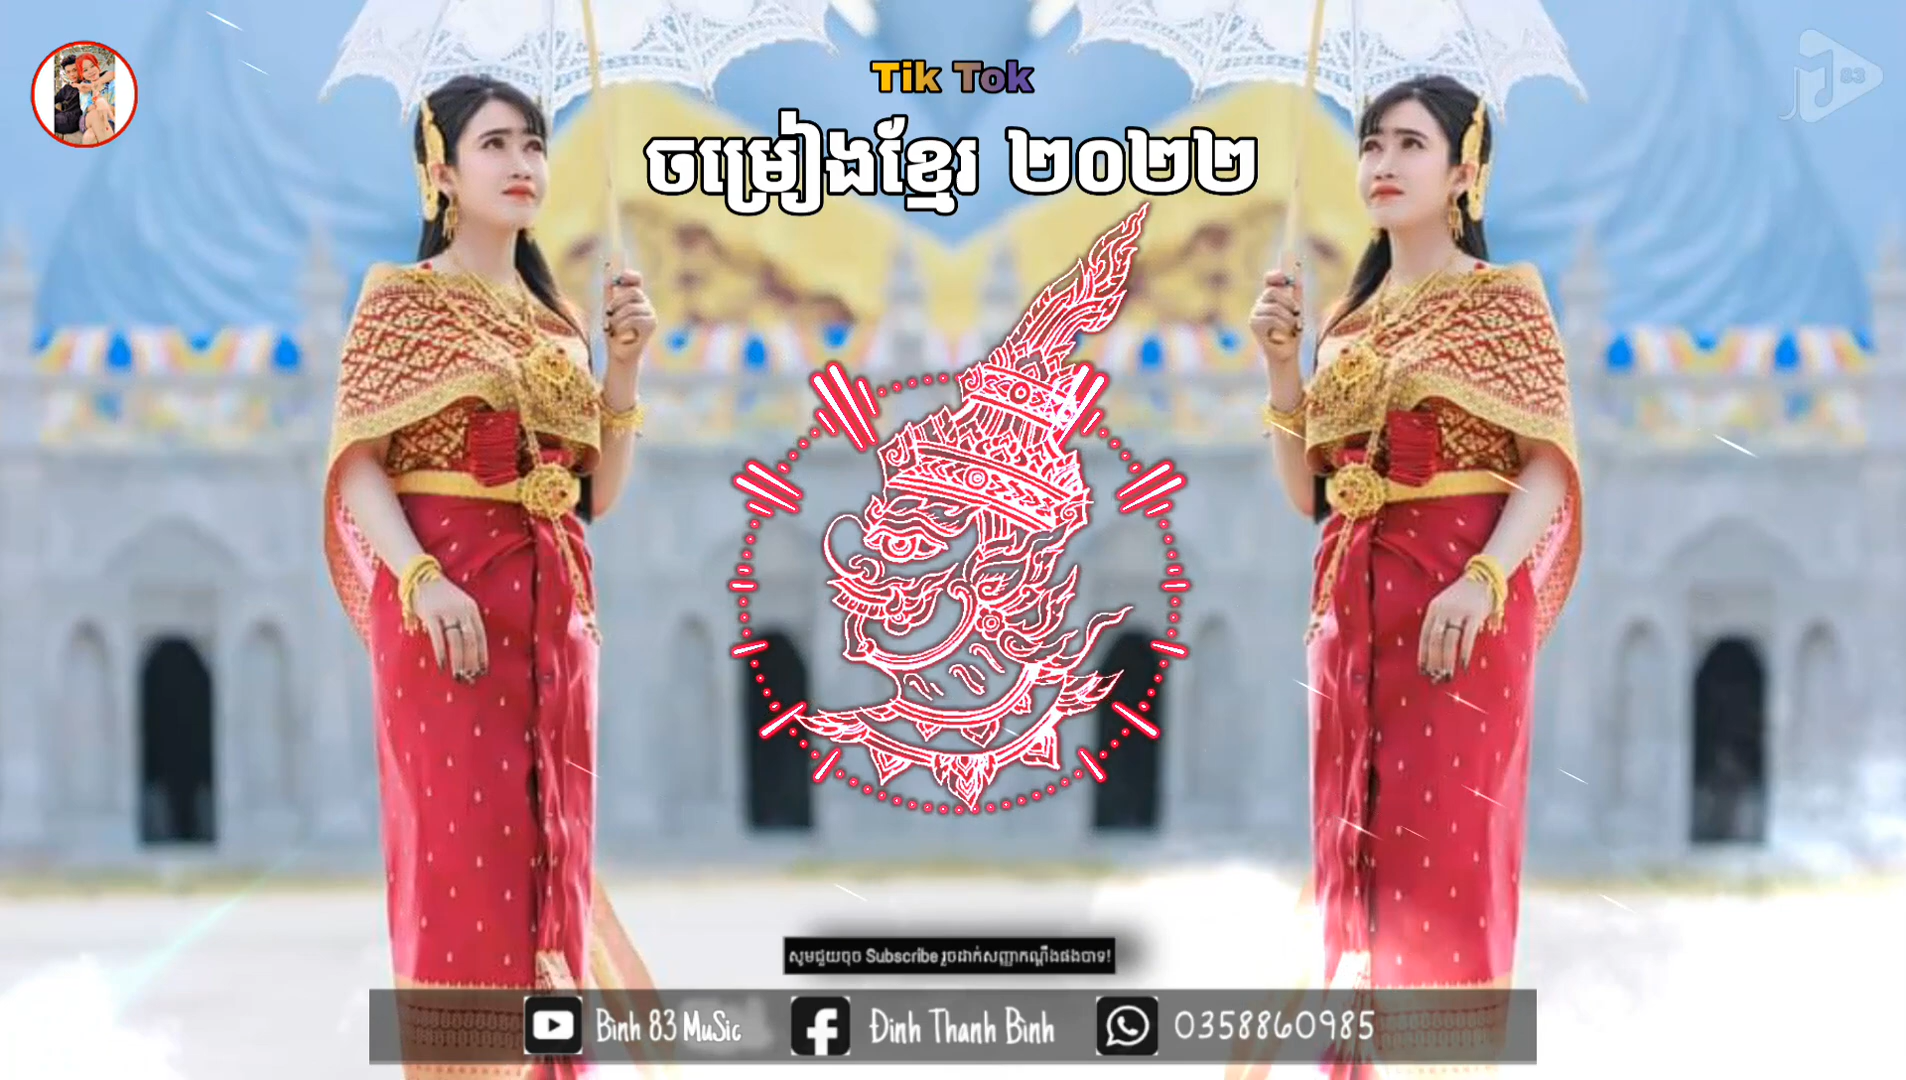 Tik Tok
ចម្រៀងខ្មែរ ២០២២
83
សូមជួយចុច Subscribe រួចដាក់សញ្ញាកណ្ដឹងផងបាទ!
Bình 83 MuSic
Đinh Thanh Bình
0358860985